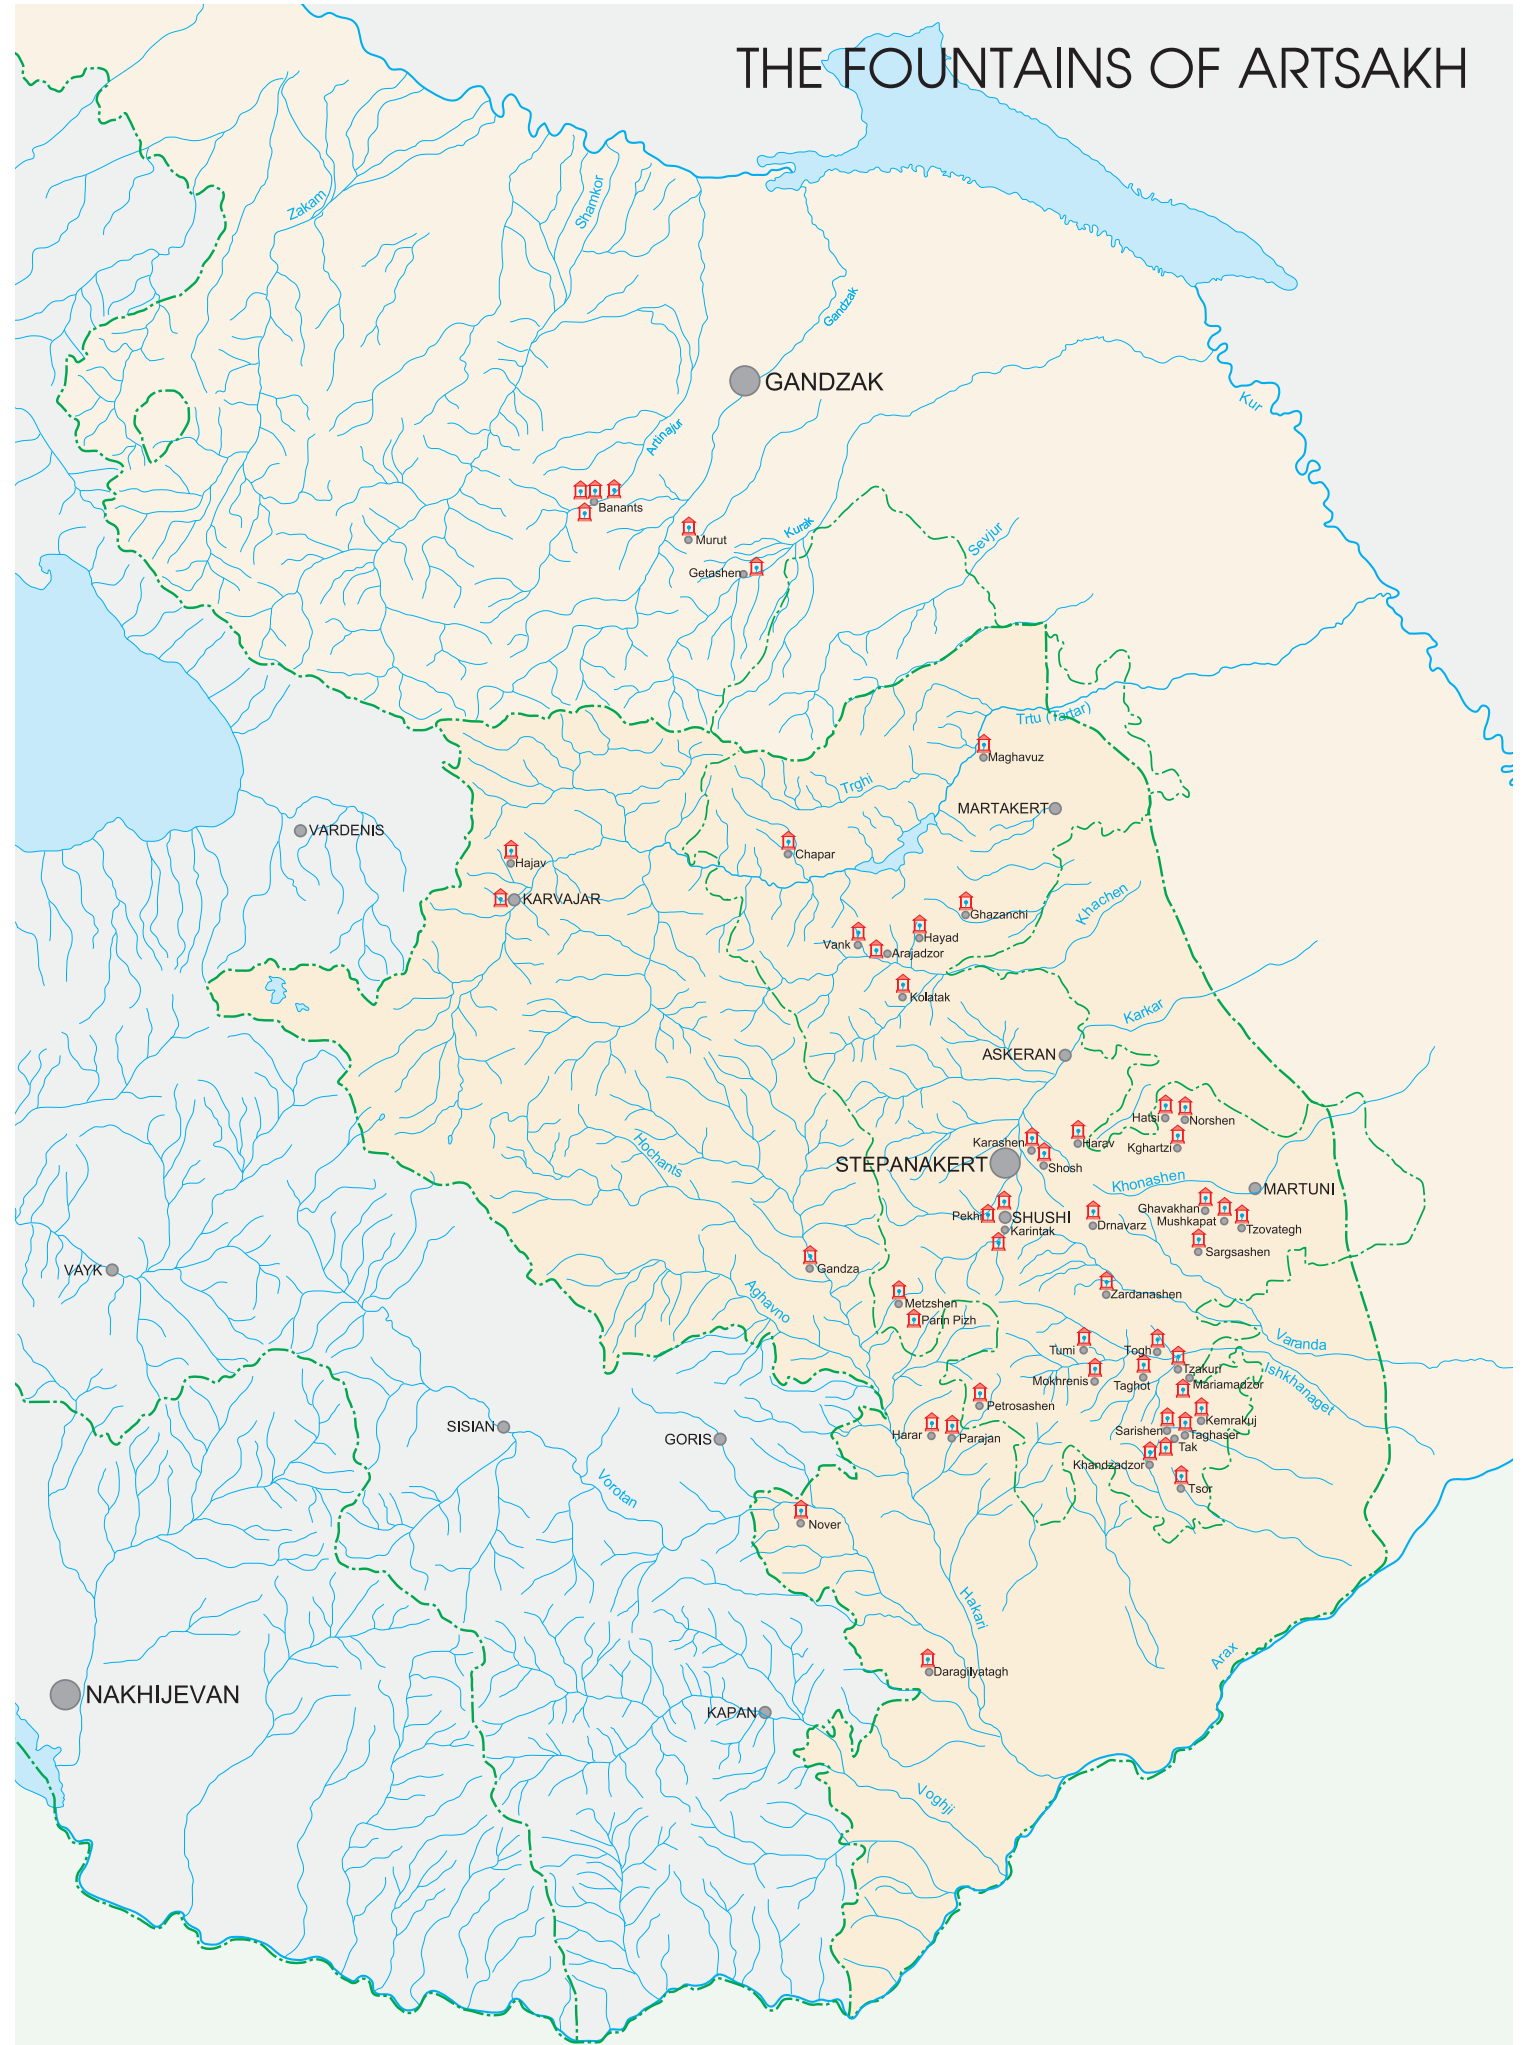 THE FOUNTAINS OF ARTSAKH
Zakam
Shamkor
Gandzak
GANDZAK
Kur
Artinajur
Banants
Murut
Kurak
Sevjur
Getashen
Trtu (Tartar)
Maghavuz
Trghi
MARTAKERT
VARDENIS
Chapar
Hajav
KARVAJAR
Khachen
Ghazanchi
Hayad
Vank
Arajadzor
Kolatak
Karkar
ASKERAN
Hatsi
Norshen
Karashen
Harav
Kghartzi
Hochants
STEPANAKERT
Shosh
Khonashen
MARTUNI
Ghavakhan
Pekht
SHUSHI
Drnavarz
Mushkapat
Tzovategh
Karintak
Sargsashen
VAYK
Gandza
Aghavno
Metzshen
Zardanashen
Parin Pizh
Varanda
Tumi
Togh
Tzakuri
Ishkhanaget
Mokhrenis
Taghot
Mariamadzor
Petrosashen
Kemrakuj
SISIAN
GORIS
Harar
Parajan
Sarishen
Taghaser
Tak
Khandzadzor
Vorotan
Tsor
Nover
Hakari
Arax
Daragilyatagh
NAKHIJEVAN
KAPAN
Voghji